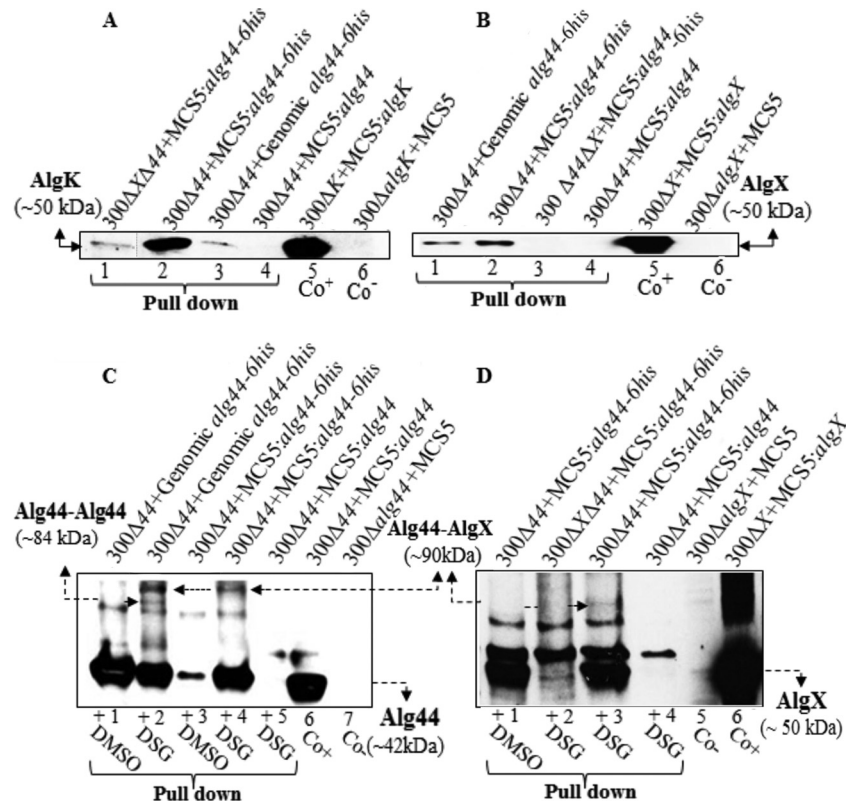 A
300ΔXΔ44+MCS5:alg44-6his
300Δ44+MCS5:alg44-6his
300Δ44+Genomic alg44-6his
300Δ44+MCS5:alg44
300ΔK+MCS5:algK
300ΔalgK+MCS5
AlgK
(~50 kDa)
1 2 3 4 5 6
Co+ Co-
Pull down
B
300Δ44+Genomic alg44-6his
300Δ44+MCS5:alg44-6his
300 Δ44ΔX+MCS5:alg44 -6his
300Δ44+MCS5:alg44
300ΔX+MCS5:algX
300ΔalgX+MCS5
AlgX
(~50 kDa)
1 2 3 4 5 6
Co+ Co-
Pull down
C
300Δ44+Genomic alg44-6his
300Δ44+Genomic alg44-6his
300Δ44+MCS5:alg44-6his
300Δ44+MCS5:alg44-6his
300Δ44+MCS5:alg44
300Δ44+MCS5:alg44
300Δalg44+MCS5
Alg44-Alg44
(~84 kDa)
Alg44-AlgX
(~90kDa)
+1 +2 +3 +4 +5 6 7
DMSO DSG DMSO DSG DSG Co+ Co-
Alg44
(~42kDa)
Pull down
D
300Δ44+MCS5:alg44-6his
300ΔXΔ44+MCS5:alg44-6his
300Δ44+MCS5:alg44-6his
300Δ44+MCS5:alg44
300ΔalgX+MCS5
300ΔX+MCS5:algX
+1 +2 +3 +4 5 6
DMSO DSG DSG DSG Co- Co+
AlgX
(~ 50 kDa)
Pull down